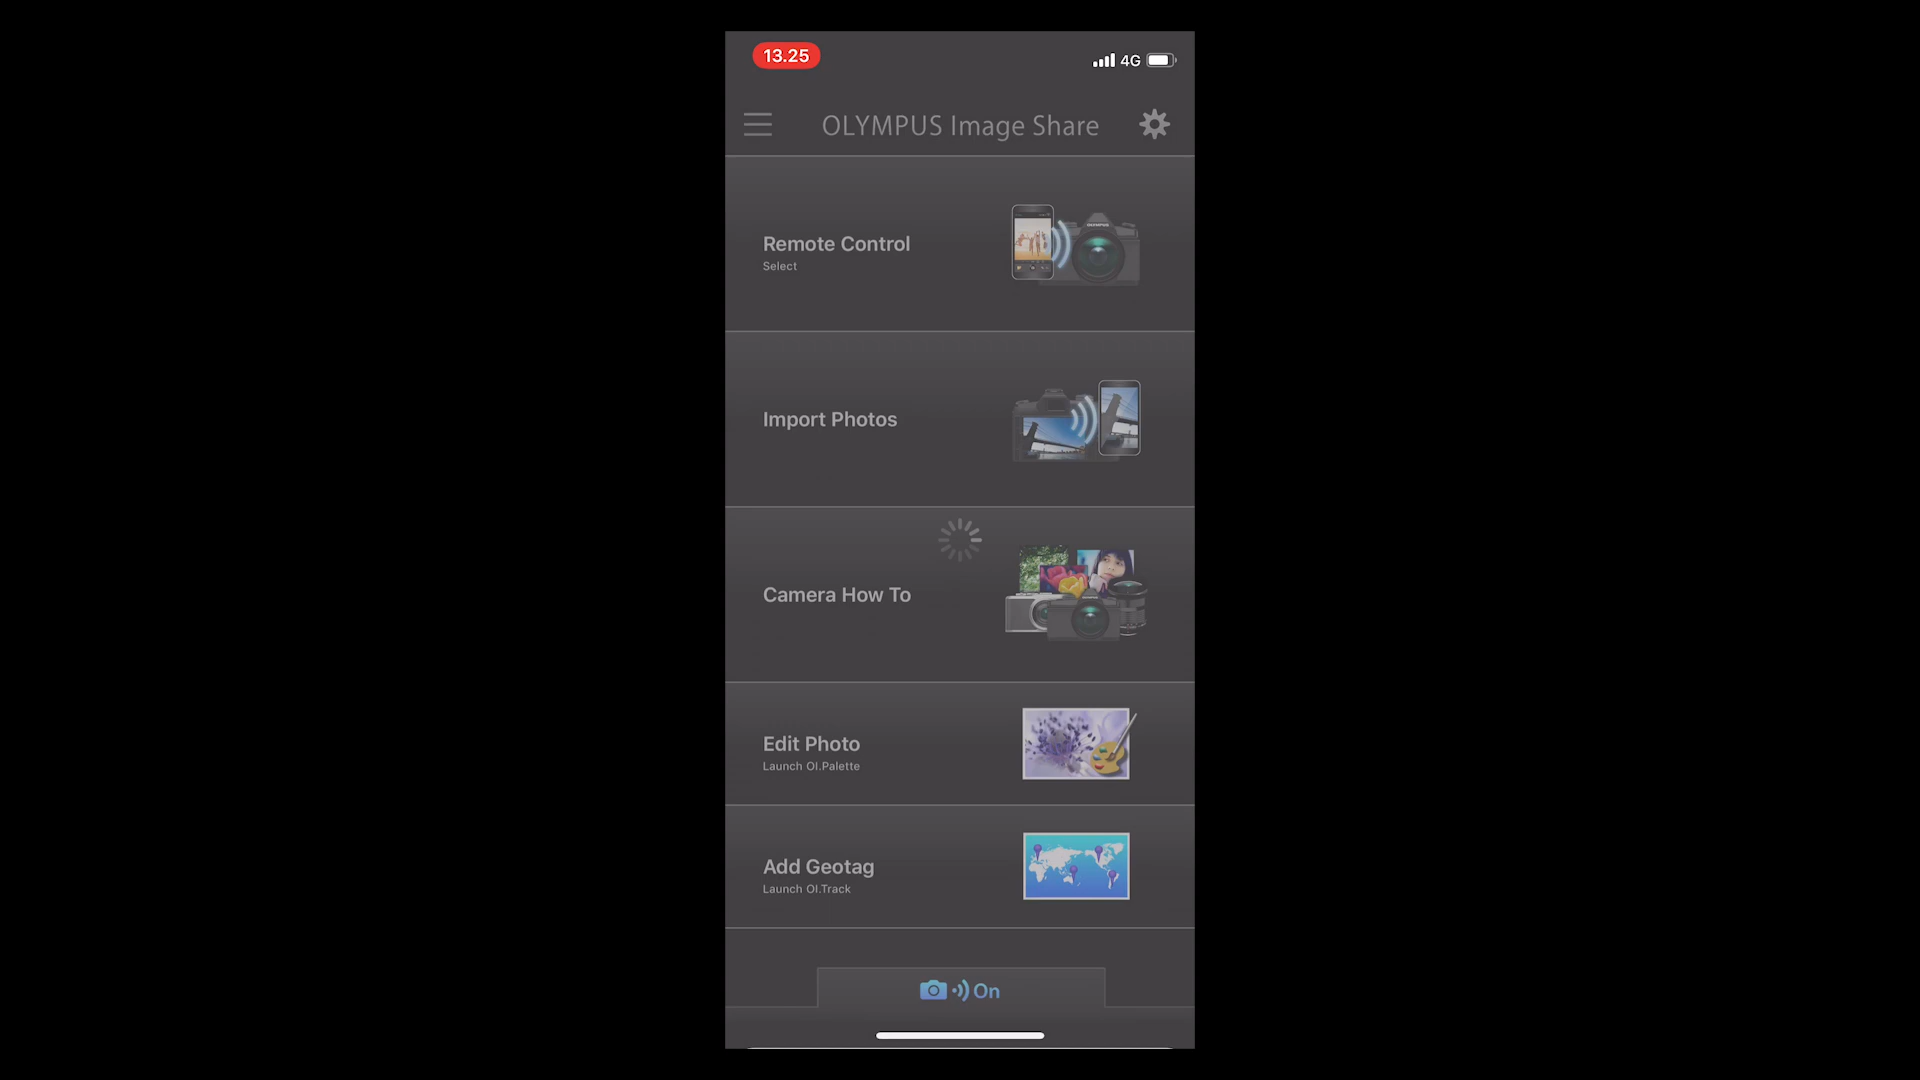 13.25
4G
OLYMPUS Image Share
Remote Control
Select
OLYMPUS
Import Photos
Camera How To
Edit Photo
Launch OI.Palette
Add Geotag
Launch OI.Track
On